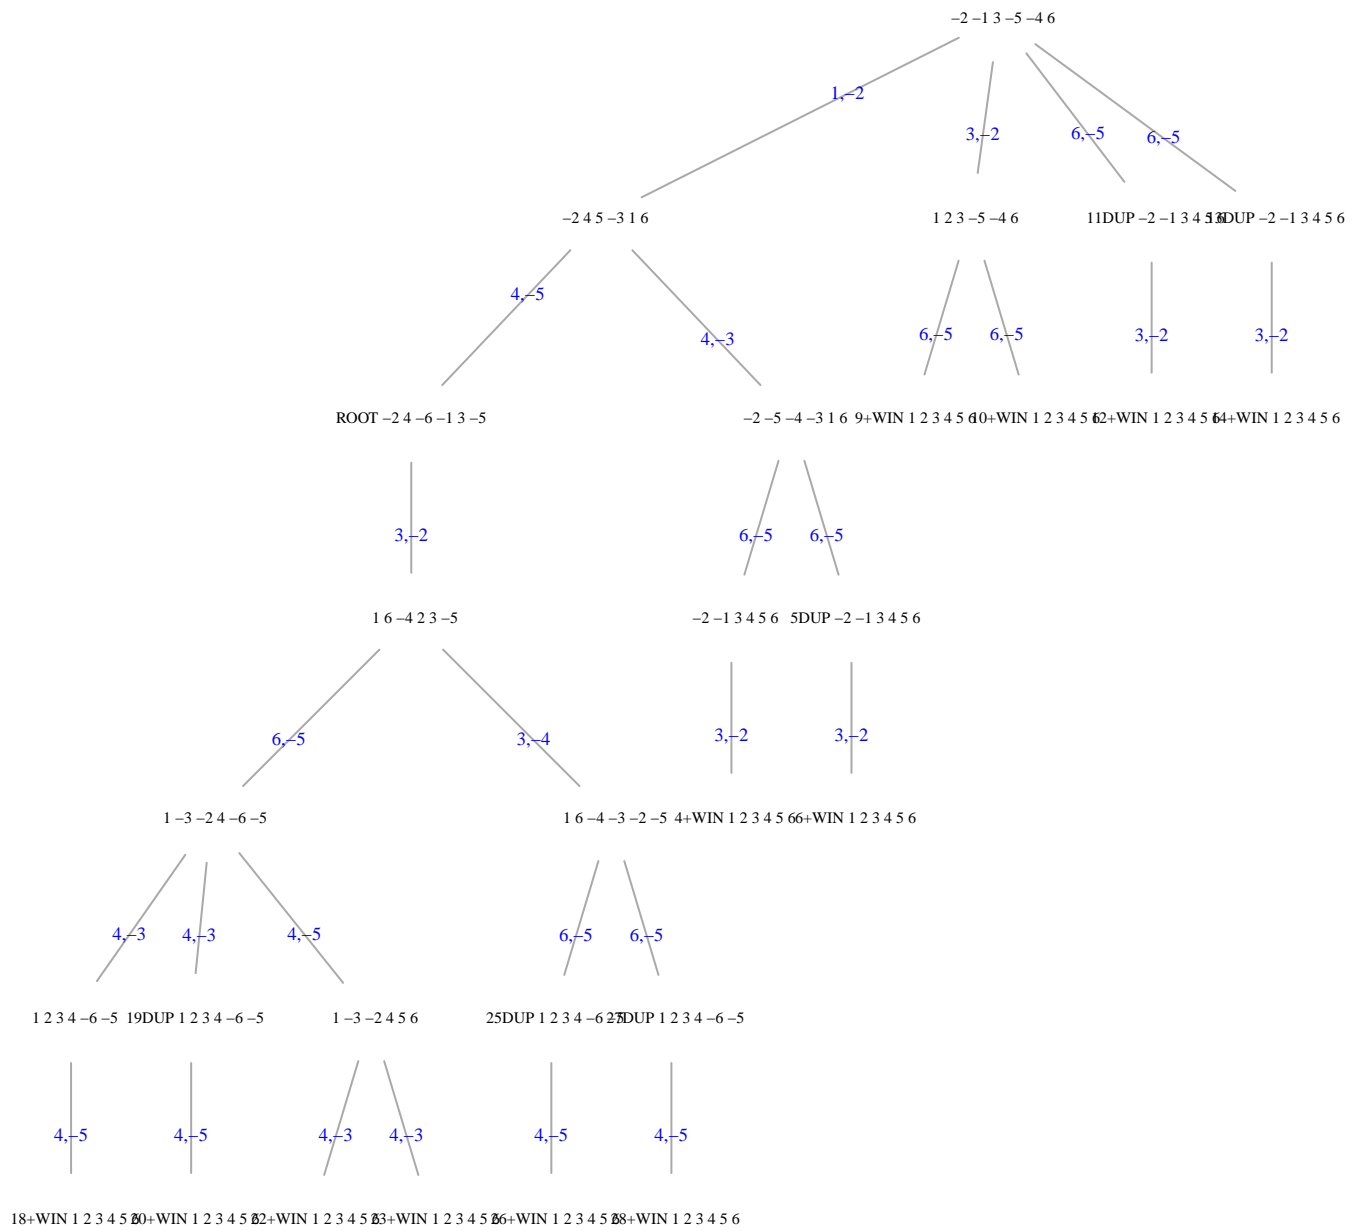 −2 −1 3 −5 −4 6
1,−2
3,−2
6,−5
6,−5
−2 4 5 −3 1 6
1 2 3 −5 −4 6
11DUP −2 −1 3 4 5 6
13DUP −2 −1 3 4 5 6
4,−5
4,−3
6,−5
6,−5
3,−2
3,−2
ROOT −2 4 −6 −1 3 −5
−2 −5 −4 −3 1 6
9+WIN 1 2 3 4 5 6
10+WIN 1 2 3 4 5 6
12+WIN 1 2 3 4 5 6
14+WIN 1 2 3 4 5 6
3,−2
6,−5
6,−5
1 6 −4 2 3 −5
−2 −1 3 4 5 6
5DUP −2 −1 3 4 5 6
6,−5
3,−4
3,−2
3,−2
1 −3 −2 4 −6 −5
1 6 −4 −3 −2 −5
4+WIN 1 2 3 4 5 6
6+WIN 1 2 3 4 5 6
4,−3
4,−3
4,−5
6,−5
6,−5
1 2 3 4 −6 −5
19DUP 1 2 3 4 −6 −5
1 −3 −2 4 5 6
25DUP 1 2 3 4 −6 −5
27DUP 1 2 3 4 −6 −5
4,−5
4,−5
4,−3
4,−3
4,−5
4,−5
18+WIN 1 2 3 4 5 6
20+WIN 1 2 3 4 5 6
22+WIN 1 2 3 4 5 6
23+WIN 1 2 3 4 5 6
26+WIN 1 2 3 4 5 6
28+WIN 1 2 3 4 5 6